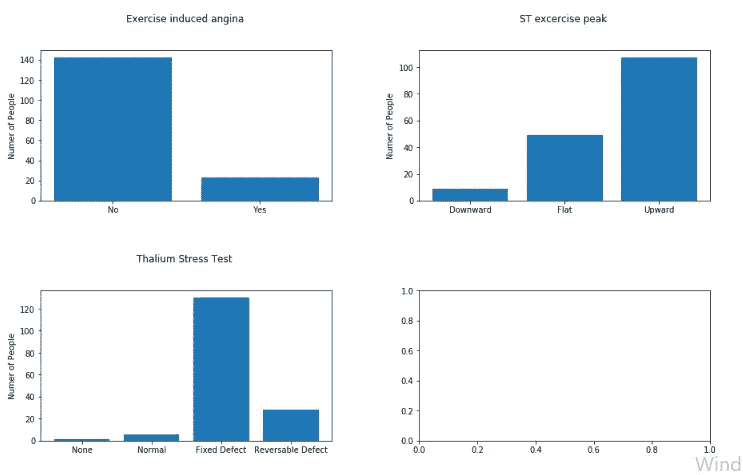 Exercise induced angina
ST excercise peak
Numer of People
140
120
100
80
60
40
20
0
No
Yes
Numer of People
100
80
60
40
20
0
Downward
Flat
Upward
Thalium Stress Test
Numer of People
120
100
80
60
40
20
0
None
Normal
Fixed Defect
Reversable Defect
1.0
0.8
0.6
0.4
0.2
0.0
0.0
0.2
0.4
0.6
0.8
1.0
Wind